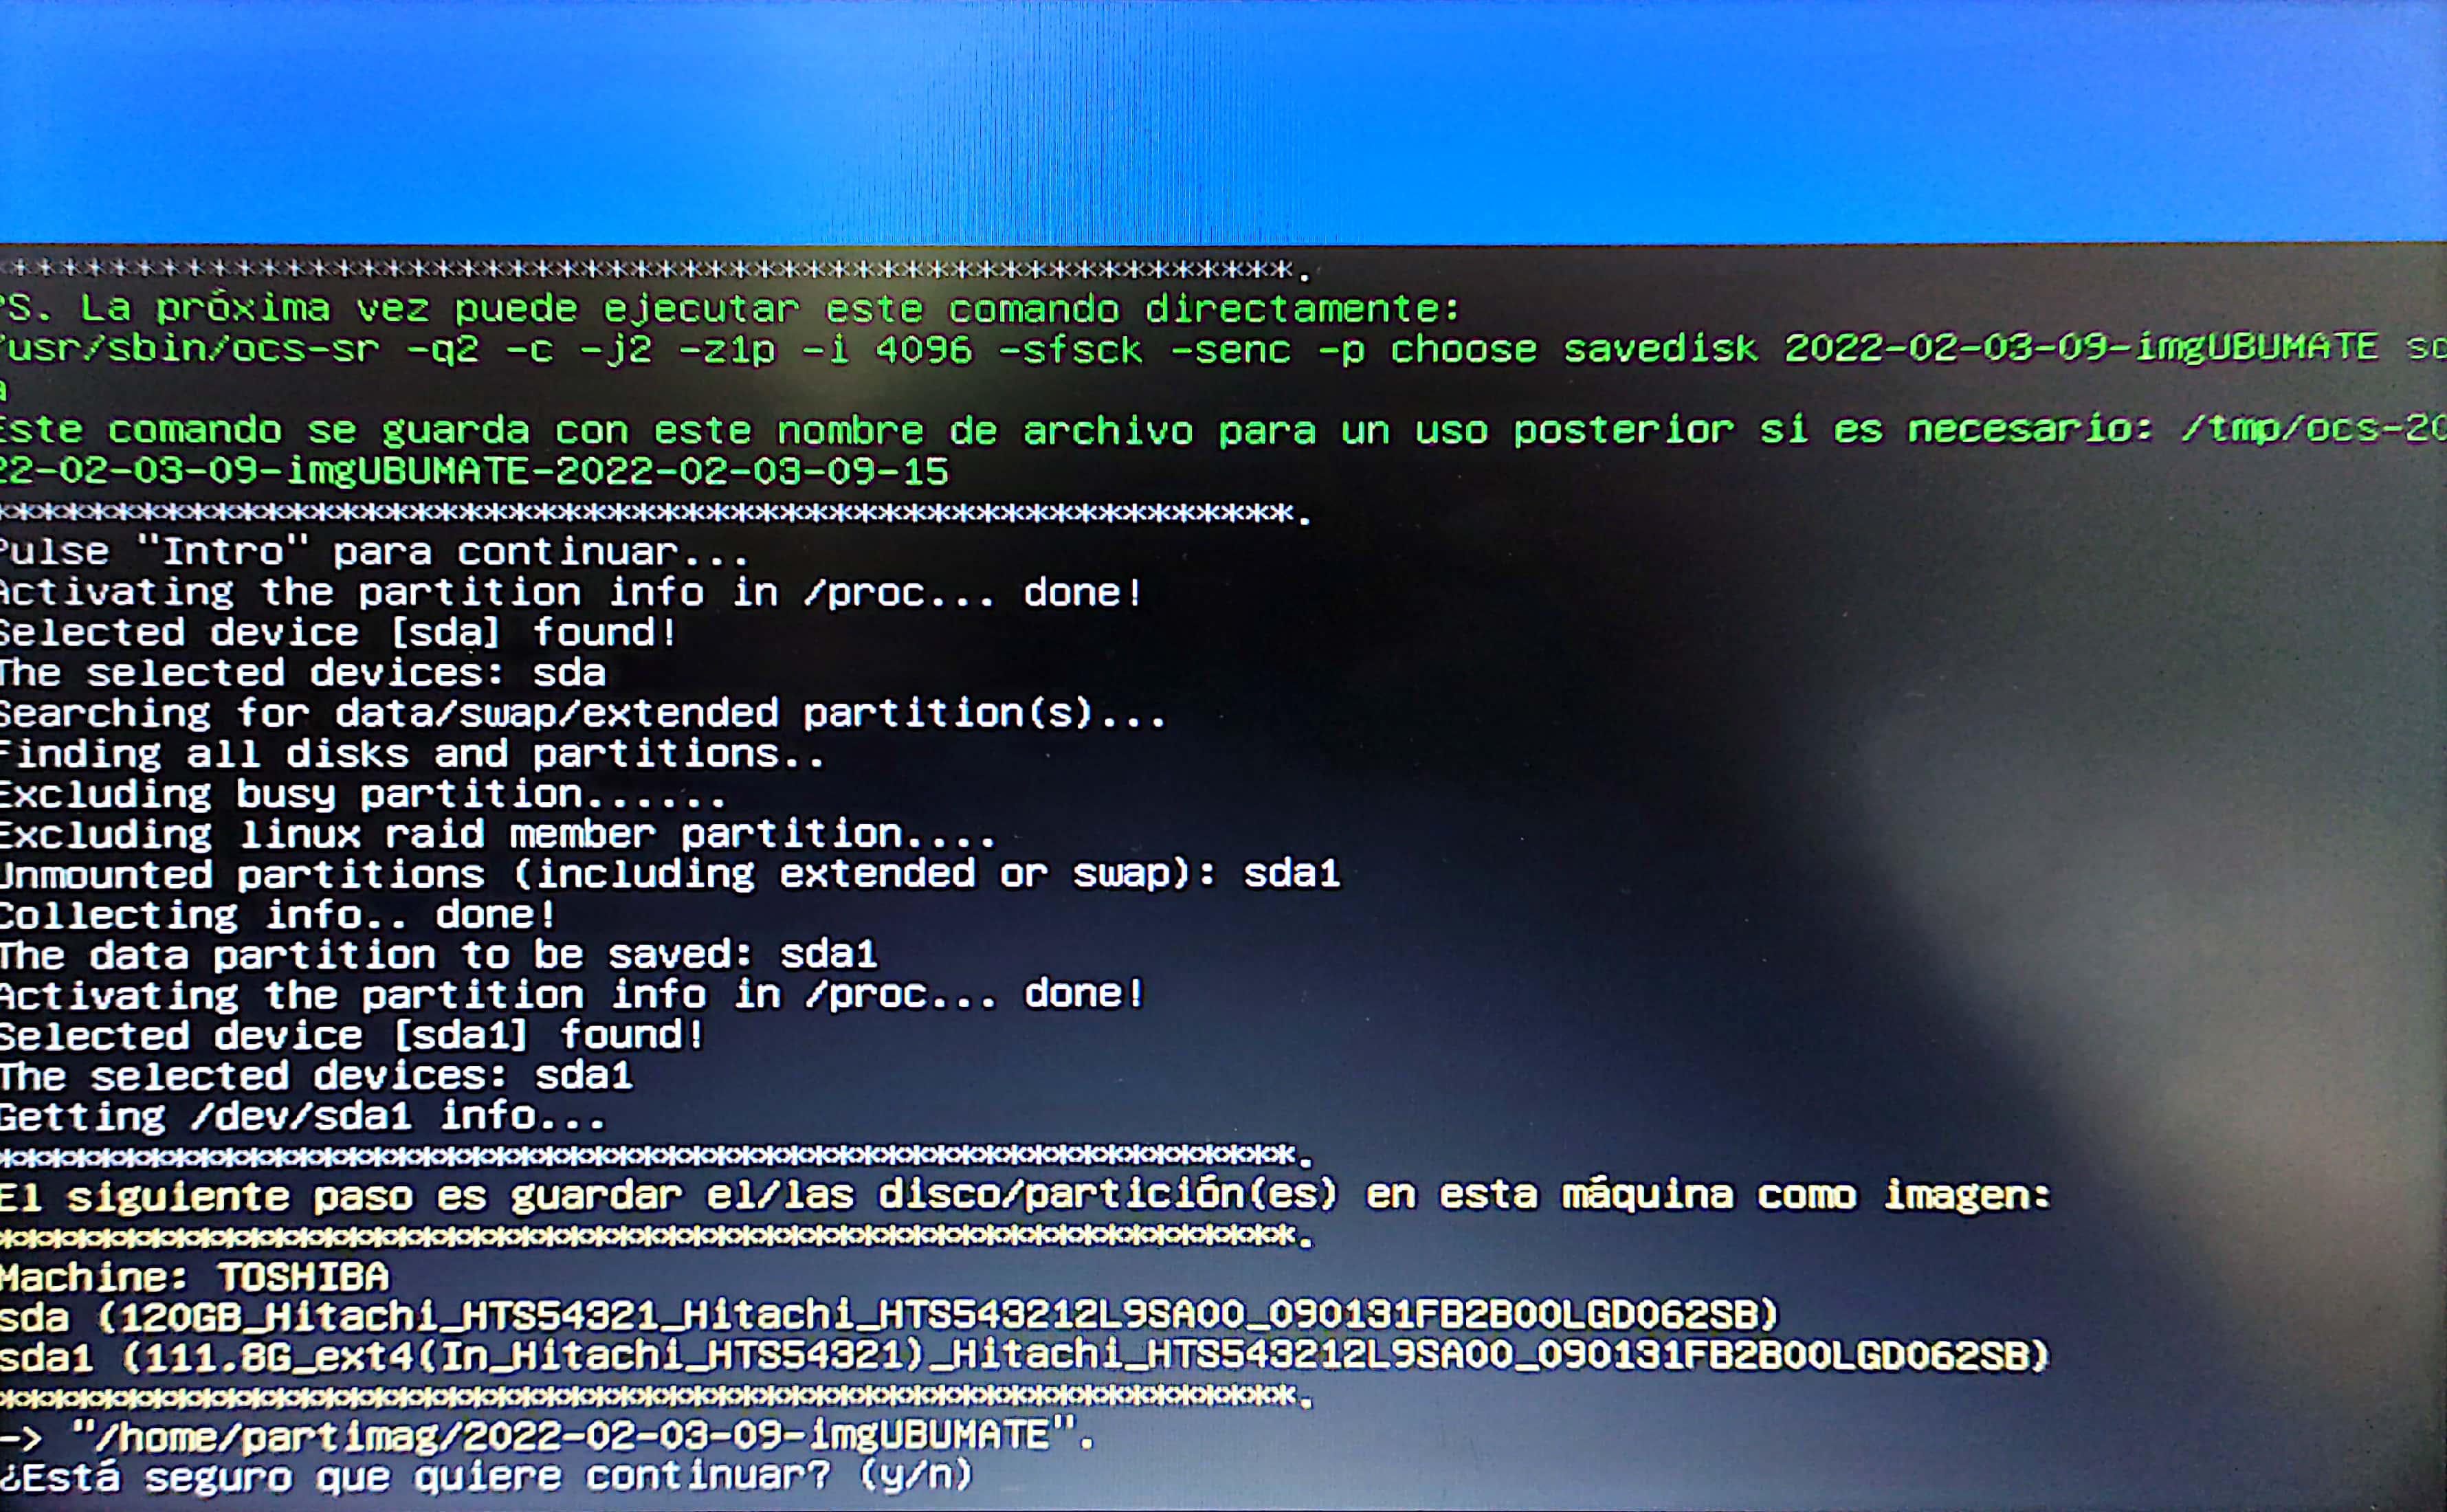 *****************************************************.
PS. La próxima vez puede ejecutar este comando directamente:
/usr/sbin/ocs-sr -q2 -c -j2 -z1p -i 4096 -sfsck -senc -p choose savedisk 2022-02-03-09-imgUBUMATE sd
a
Este comando se guarda con este nombre de archivo para un uso posterior si es necesario: /tmp/ocs-20
22-02-03-09-imgUBUMATE-2022-02-03-09-15
*****************************************************.
Pulse "Intro" para continuar...
Activating the partition info in /proc... done!
Selected device [sda] found!
The selected devices: sda
Searching for data/swap/extended partition(s)...
Finding all disks and partitions..
Excluding busy partition......
Excluding linux raid member partition....
Unmounted partitions (including extended or swap): sda1
Collecting info.. done!
The data partition to be saved: sda1
Activating the partition info in /proc... done!
Selected device [sda1] found!
The selected devices: sda1
Getting /dev/sda1 info...
*****************************************************.
El siguiente paso es guardar el/las disco/partición(es) en esta máquina como imagen:
*****************************************************.
Machine: TOSHIBA
sda (120GB_Hitachi_HTS54321_Hitachi_HTS543212L9SA00_090131FB2B00LGD062SB)
sda1 (111.8G_ext4(In_Hitachi_HTS54321)_Hitachi_HTS543212L9SA00_090131FB2B00LGD062SB)
*****************************************************.
-> "/home/partimag/2022-02-03-09-imgUBUMATE".
¿Está seguro que quiere continuar? (y/n)